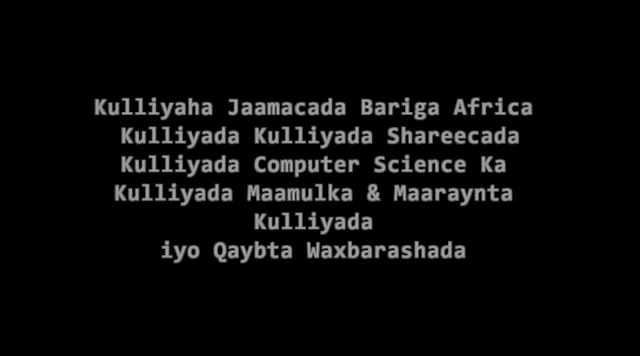 Kulliyaha Jaamacada Bariga Africa
Kulliyada Kulliyada Shareecada
Kulliyada Computer Science Ka
Kulliyada Maamulka & Maaraynta
Kulliyada
iyo Qaybta Waxbarashada